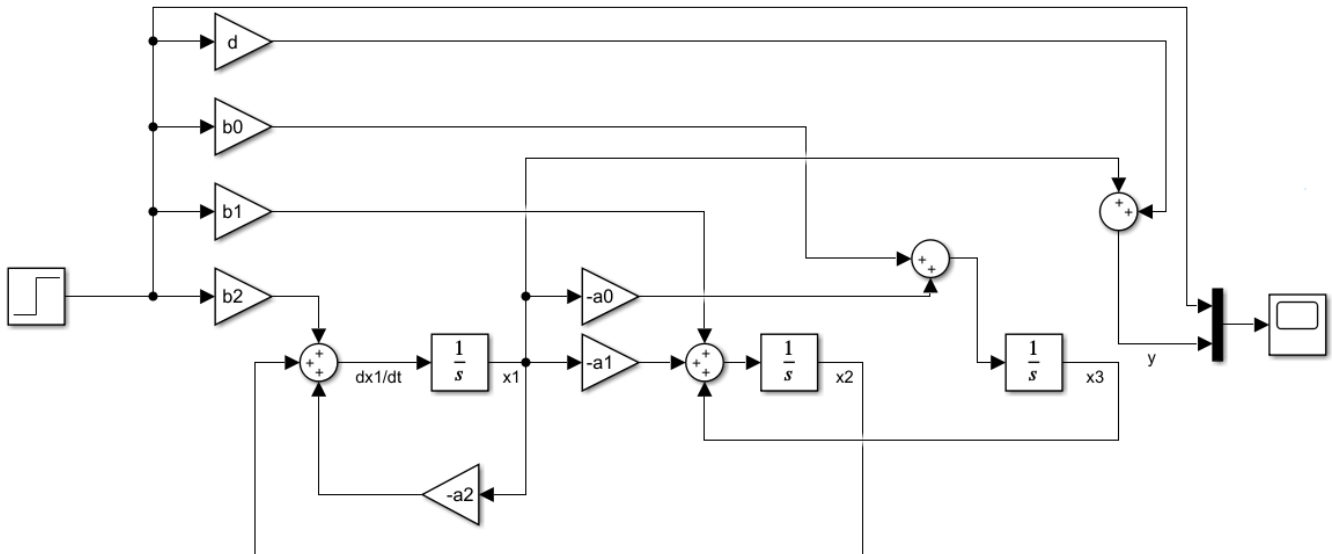 d
b0
b1
b2
-a0
-a1
-a2
1
s
1
s
1
s
dx1/dt
x1
x2
x3
y
+
+
+
+
+
+
+
+
+
+